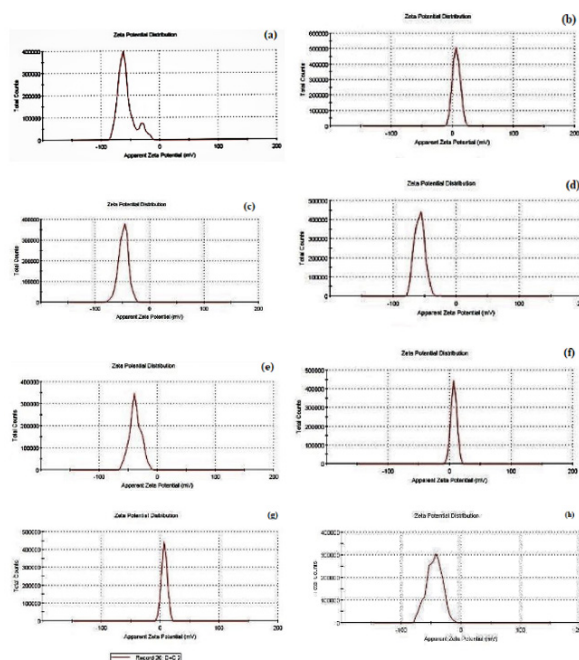 Zeta Potential Distribution
(a)
400000
300000
200000
100000
0
Total Counts
-100 0 100 200
Apparent Zeta Potential (mV)
Zeta Potential Distribution
(b)
600000
500000
400000
300000
200000
100000
0
Total Counts
-100 0 100 200
Apparent Zeta Potential (mV)
Zeta Potential Distribution
(c)
400000
300000
200000
100000
0
Total Counts
-100 0 100 200
Apparent Zeta Potential (mV)
Zeta Potential Distribution
(d)
500000
400000
300000
200000
100000
0
Total Counts
-100 0 100 200
Apparent Zeta Potential (mV)
Zeta Potential Distribution
(e)
400000
300000
200000
100000
0
Total Counts
-100 0 100 200
Apparent Zeta Potential (mV)
Zeta Potential Distribution
(f)
500000
400000
300000
200000
100000
0
Total Counts
-100 0 100 200
Apparent Zeta Potential (mV)
Zeta Potential Distribution
(g)
500000
400000
300000
200000
100000
0
Total Counts
-100 0 100 200
Apparent Zeta Potential (mV)
Zeta Potential Distribution
(h)
0
Total Counts
-100 0 100 200
Apparent Zeta Potential (mV)